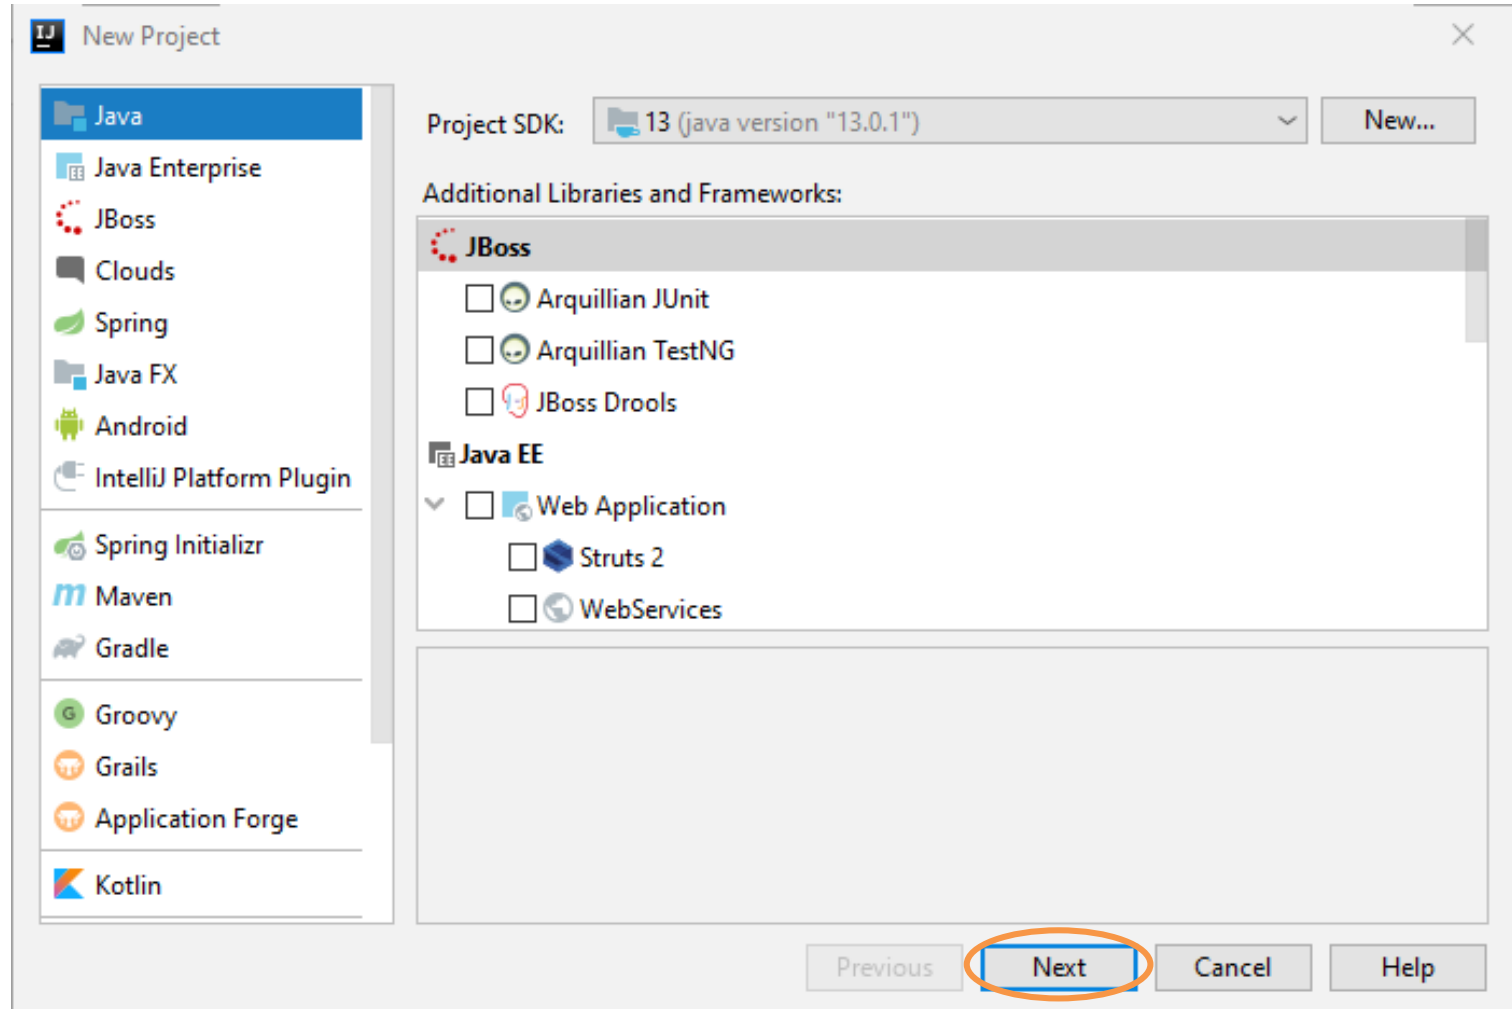 IJ
New Project
Java
Java Enterprise
JBoss
Clouds
Spring
Java FX
Android
IntelliJ Platform Plugin
Spring Initializr
m Maven
Gradle
G Groovy
Grails
Application Forge
Kotlin
Project SDK: 13 (java version "13.0.1") New...
Additional Libraries and Frameworks:
JBoss
Arquillian JUnit
Arquillian TestNG
JBoss Drools
EE Java EE
Web Application
Struts 2
WebServices
Previous Next Cancel Help